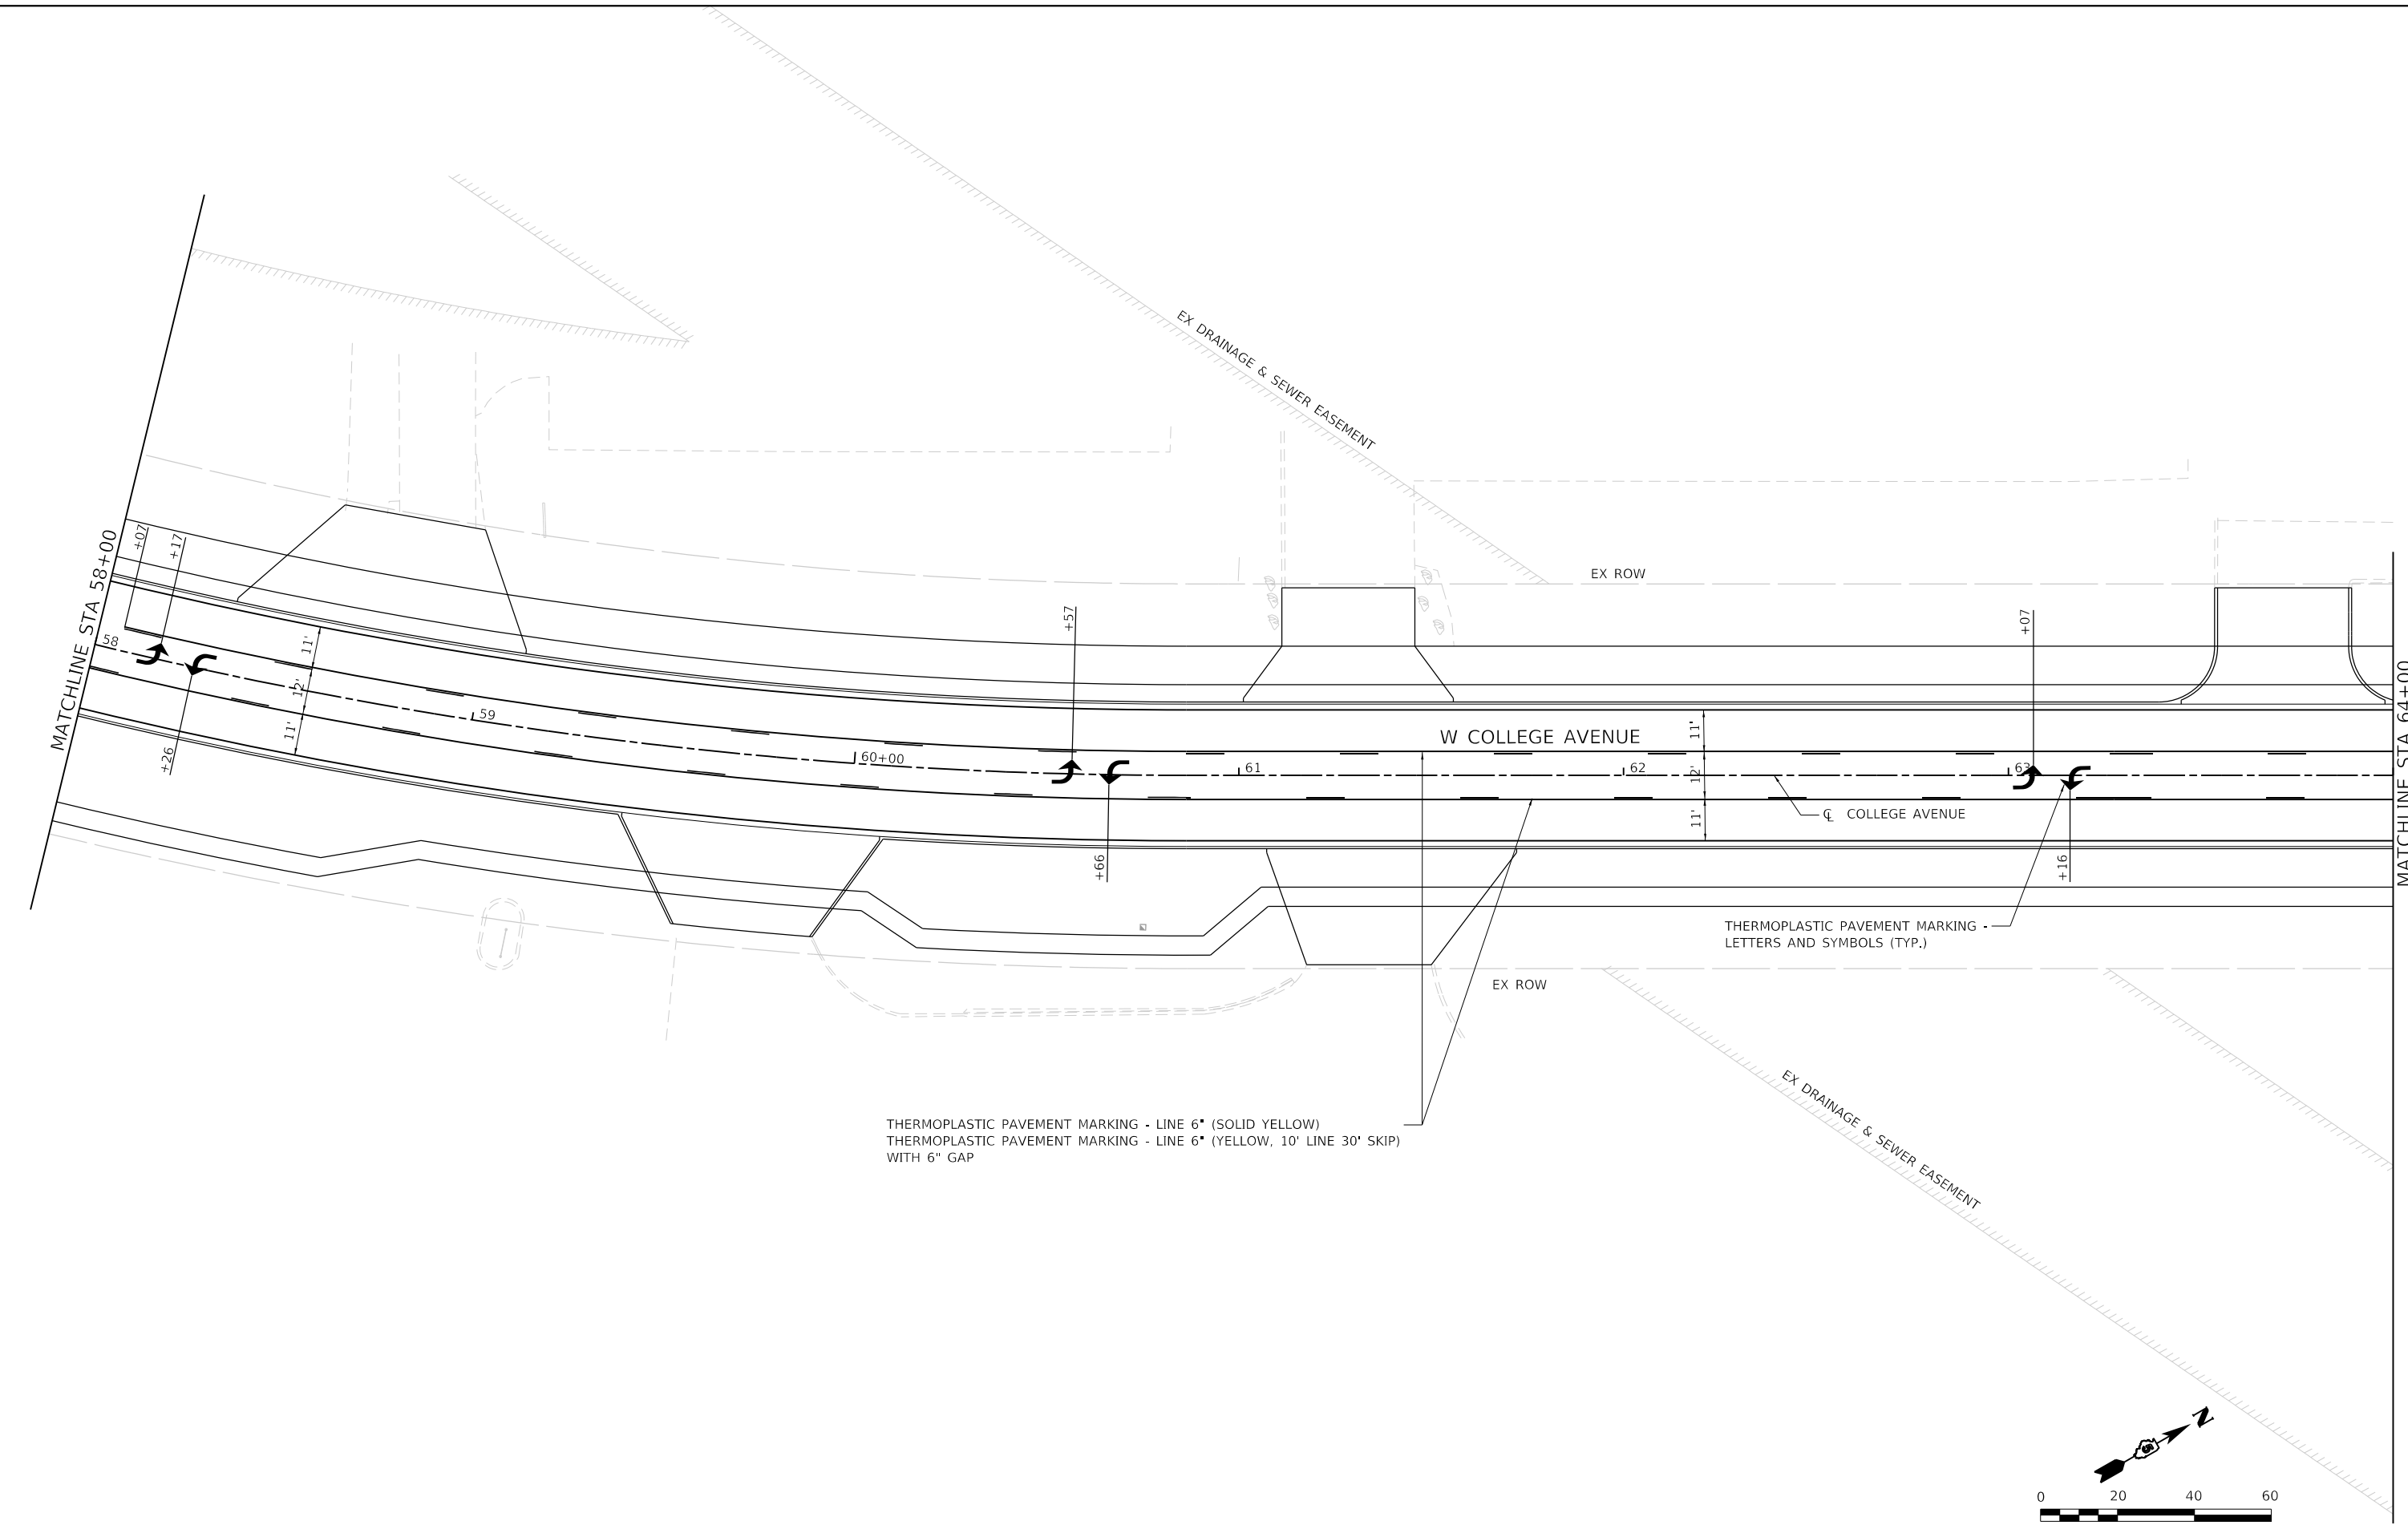 EX DRAINAGE & SEWER EASEMENT
MATCHLINE STA 58+00
+07
+17
58
+26
11'
12'
11'
59
60+00
+57
+66
EX ROW
W COLLEGE AVENUE
61
62
63
11'
12'
11'
℄ COLLEGE AVENUE
+07
+16
MATCHLINE STA 64+00
THERMOPLASTIC PAVEMENT MARKING -
LETTERS AND SYMBOLS (TYP.)
EX ROW
THERMOPLASTIC PAVEMENT MARKING - LINE 6" (SOLID YELLOW)
THERMOPLASTIC PAVEMENT MARKING - LINE 6" (YELLOW, 10' LINE 30' SKIP)
WITH 6" GAP
EX DRAINAGE & SEWER EASEMENT
N
0 20 40 60